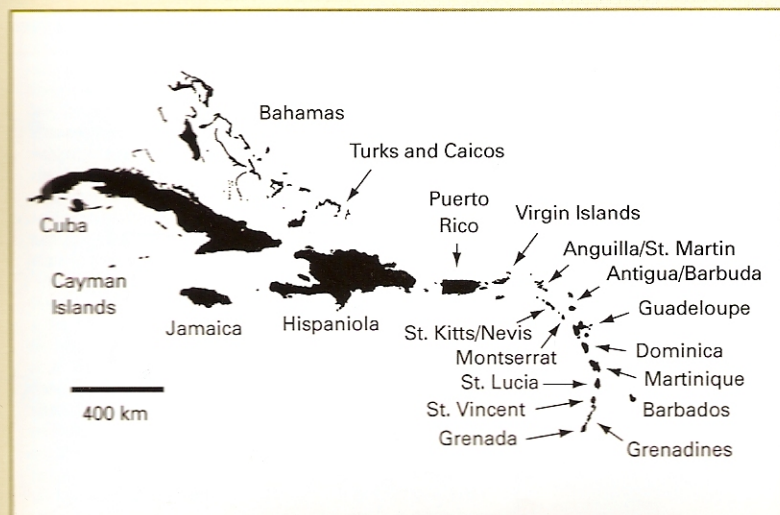 Bahamas
Turks and Caicos
Puerto
Rico
Virgin Islands
Cuba
Anguilla/St. Martin
Antigua/Barbuda
Cayman
Islands
Guadeloupe
Jamaica
Hispaniola
St. Kitts/Nevis
Montserrat
Dominica
St. Lucia
Martinique
400 km
St. Vincent
Barbados
Grenada
Grenadines